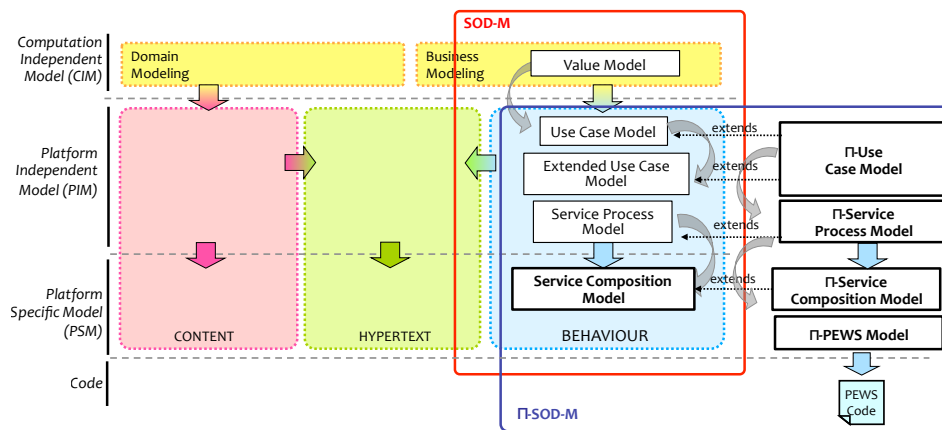 SOD-M
Computation
Independent
Model (CIM)
Domain
Modeling
Business
Modeling
Value Model
Platform
Independent
Model (PIM)
Use Case Model
extends
Π-Use
Case Model
Extended Use Case
Model
extends
Service Process
Model
extends
Π-Service
Process Model
Platform
Specific Model
(PSM)
Service Composition
Model
extends
Π-Service
Composition Model
CONTENT
HYPERTEXT
BEHAVIOUR
Π-PEWS Model
Code
Π-SOD-M
PEWS
Code